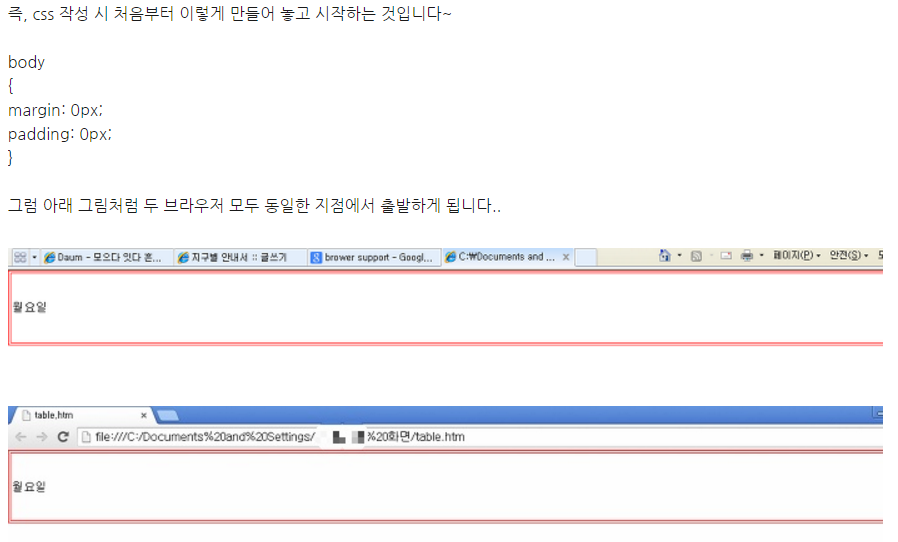 즉, css 작성 시 처음부터 이렇게 만들어 놓고 시작하는 것입니다~
body
{
margin: 0px;
padding: 0px;
}
그럼 아래 그림처럼 두 브라우저 모두 동일한 지점에서 출발하게 됩니다..
Daum - 모으다 잇다 흔... 지구별 안내서 :: 글쓰기 brower support - Googl... C:₩Documents and ... × 페이지(P) 안전(S)
월요일
table.htm ×
file:///C:/Documents%20and%20Settings/ %20화면/table.htm
월요일